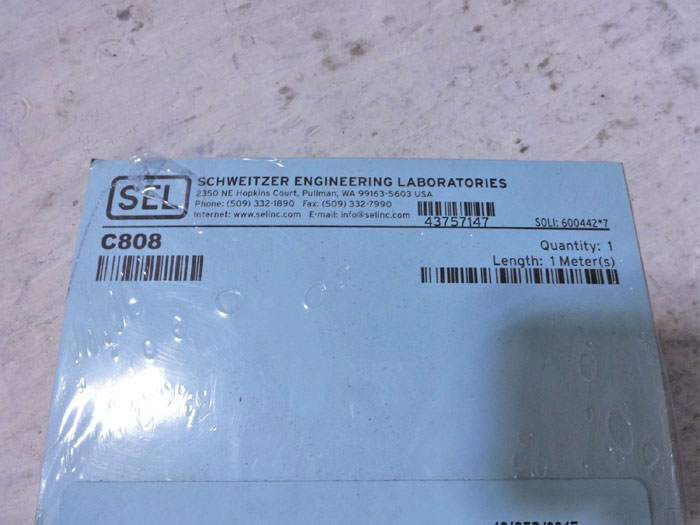 SEL
SCHWEITZER ENGINEERING LABORATORIES
2350 NE Hopkins Court, Pullman, WA 99163-5603 USA
Phone: (509) 332-1890 Fax: (509) 332-7990
Internet: www.selinc.com E-mail: info@selinc.com
43757147
SOLI: 600442*7
C808
Quantity: 1
Length: 1 Meter(s)